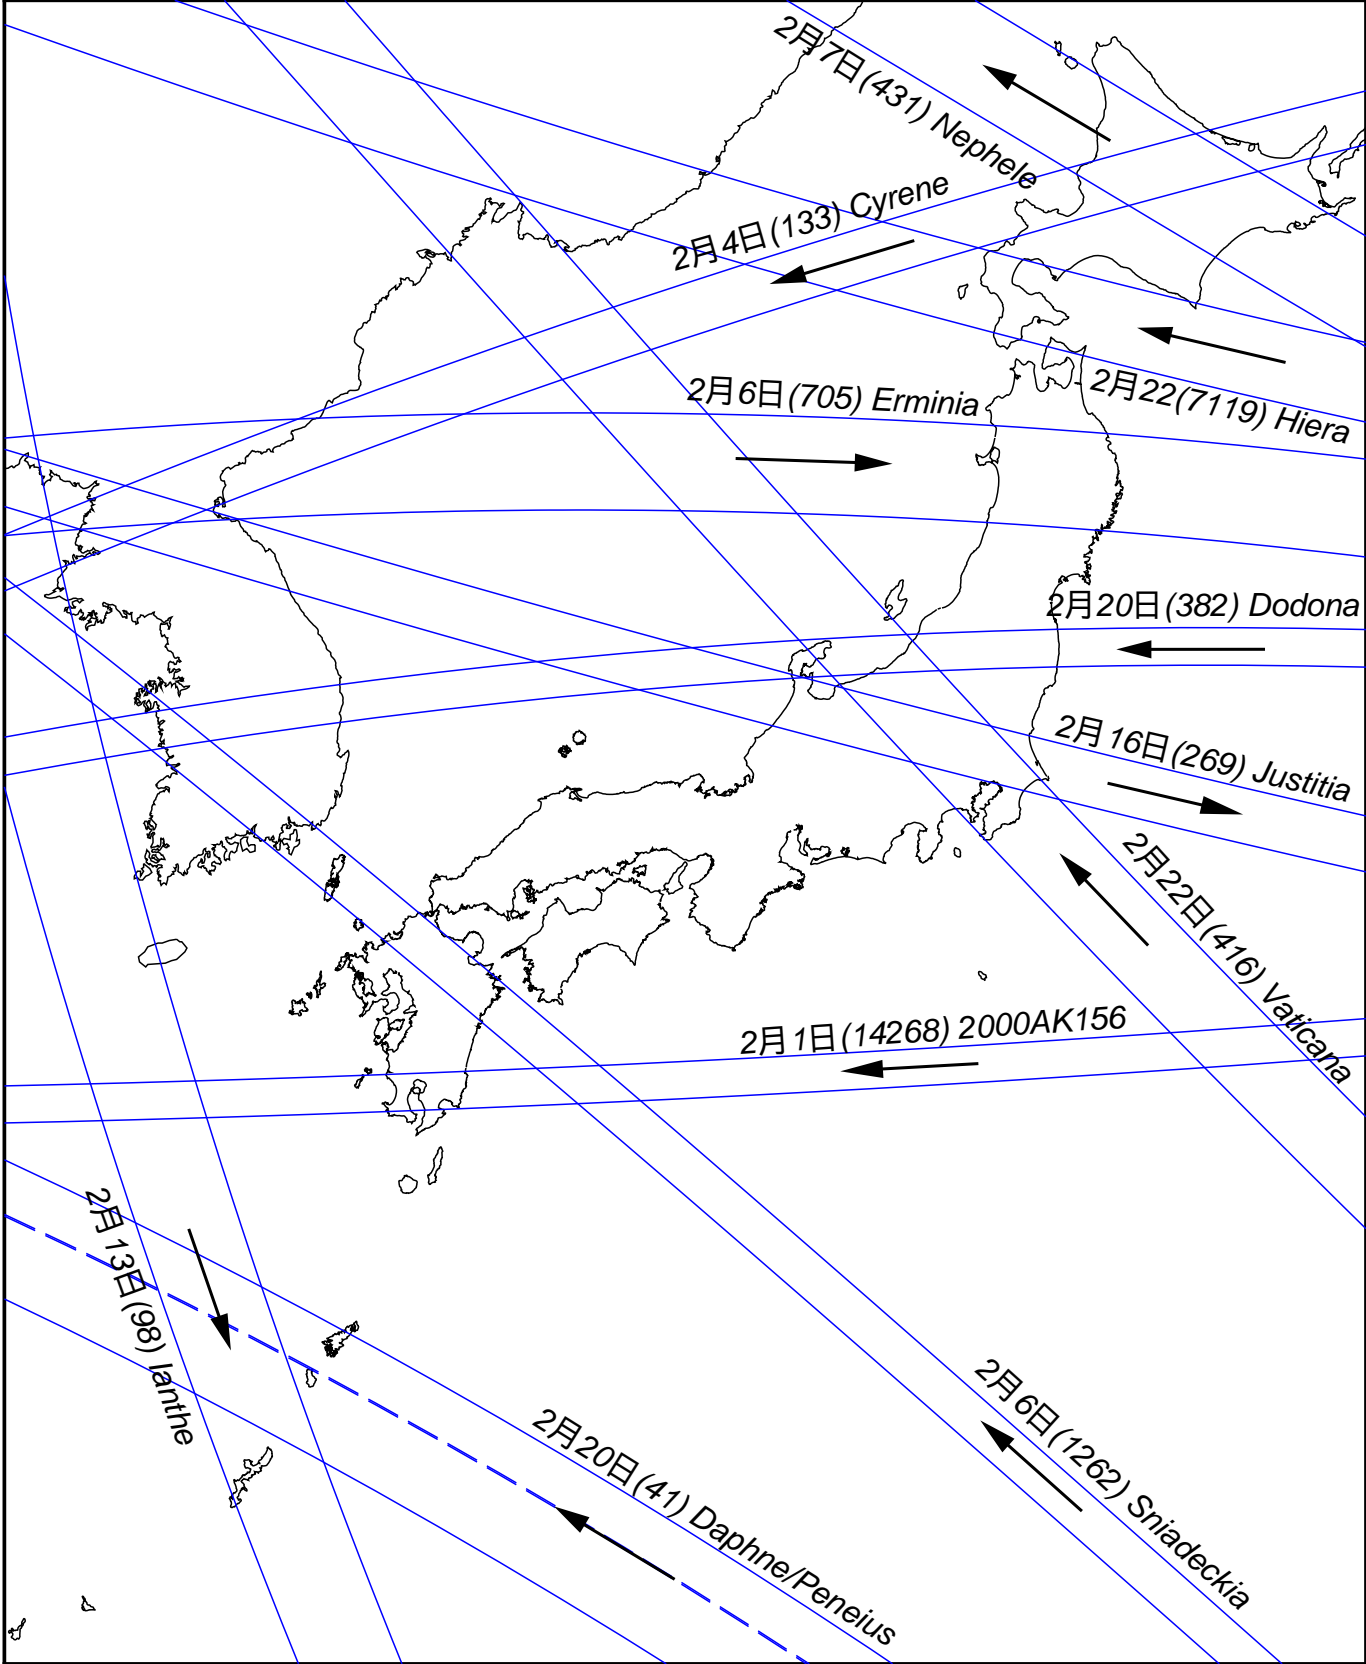 2月7日(431) Nephele
2月4日(133) Cyrene
2月22(7119) Hiera
2月6日(705) Erminia
2月20日(382) Dodona
2月16日(269) Justitia
2月22日(416) Vaticana
2月1日(14268) 2000AK156
2月13日(98) Ianthe
2月6日(1262) Sniadeckia
2月20日(41) Daphne/Peneius